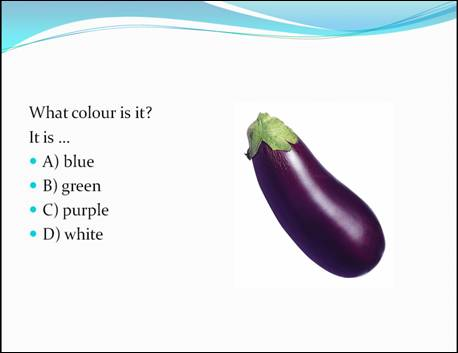 What colour is it?
It is ...
A) blue
B) green
C) purple
D) white